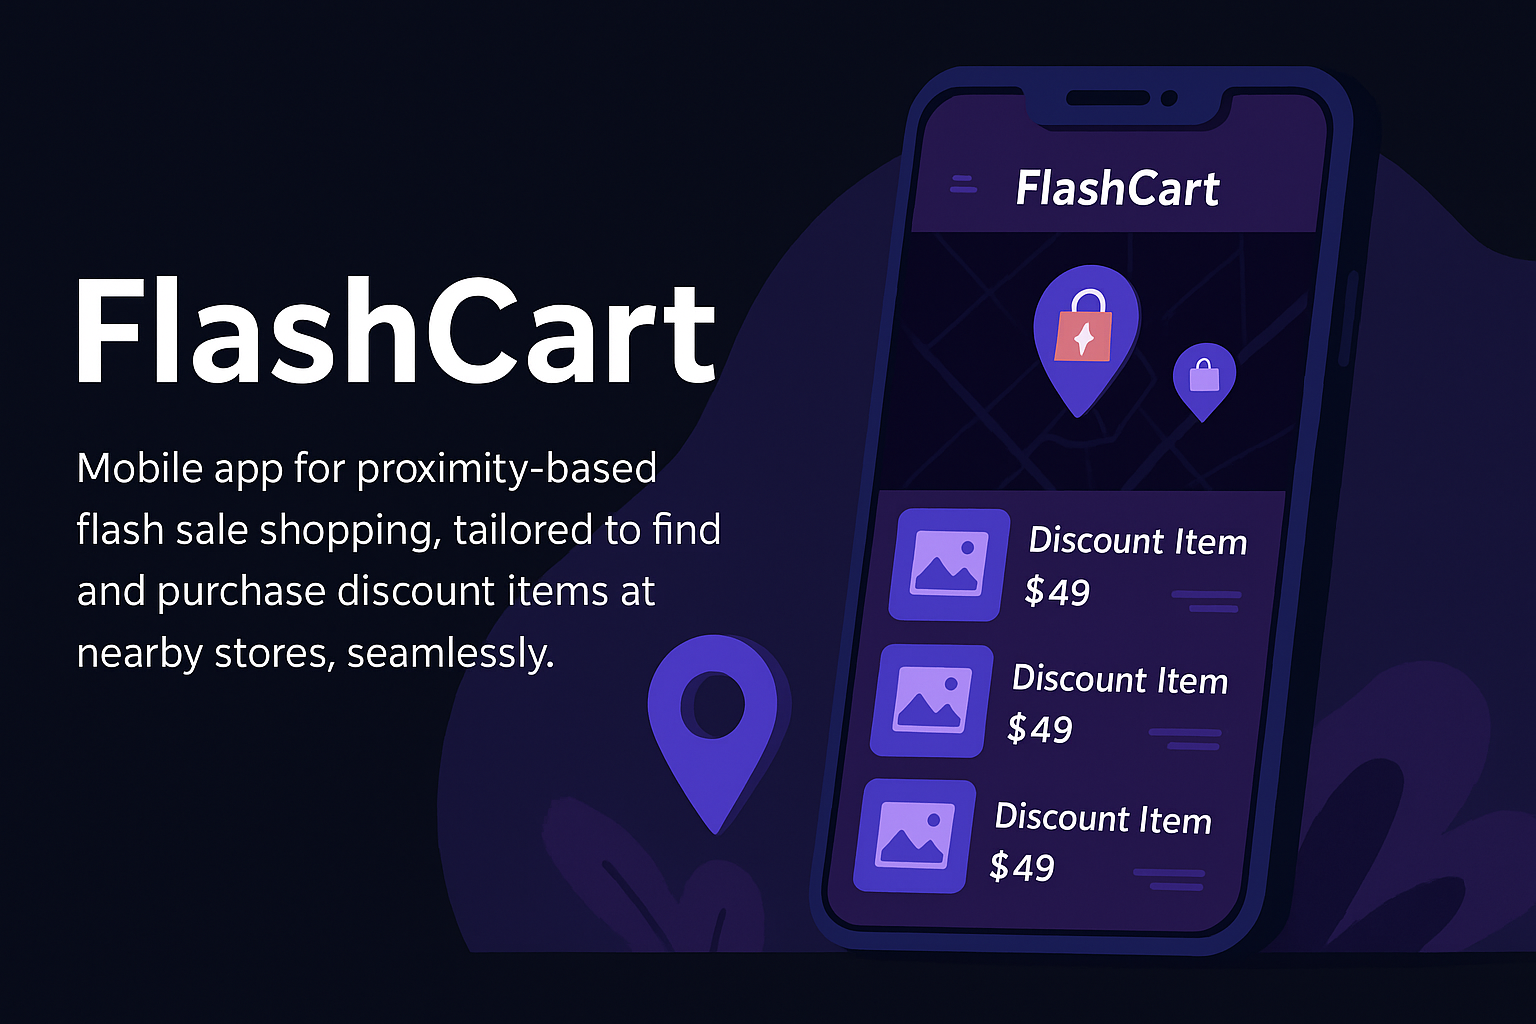 FlashCart
Mobile app for proximity-based
flash sale shopping, tailored to find
and purchase discount items at
nearby stores, seamlessly.
FlashCart
Discount Item
$49
Discount Item
$49
Discount Item
$49